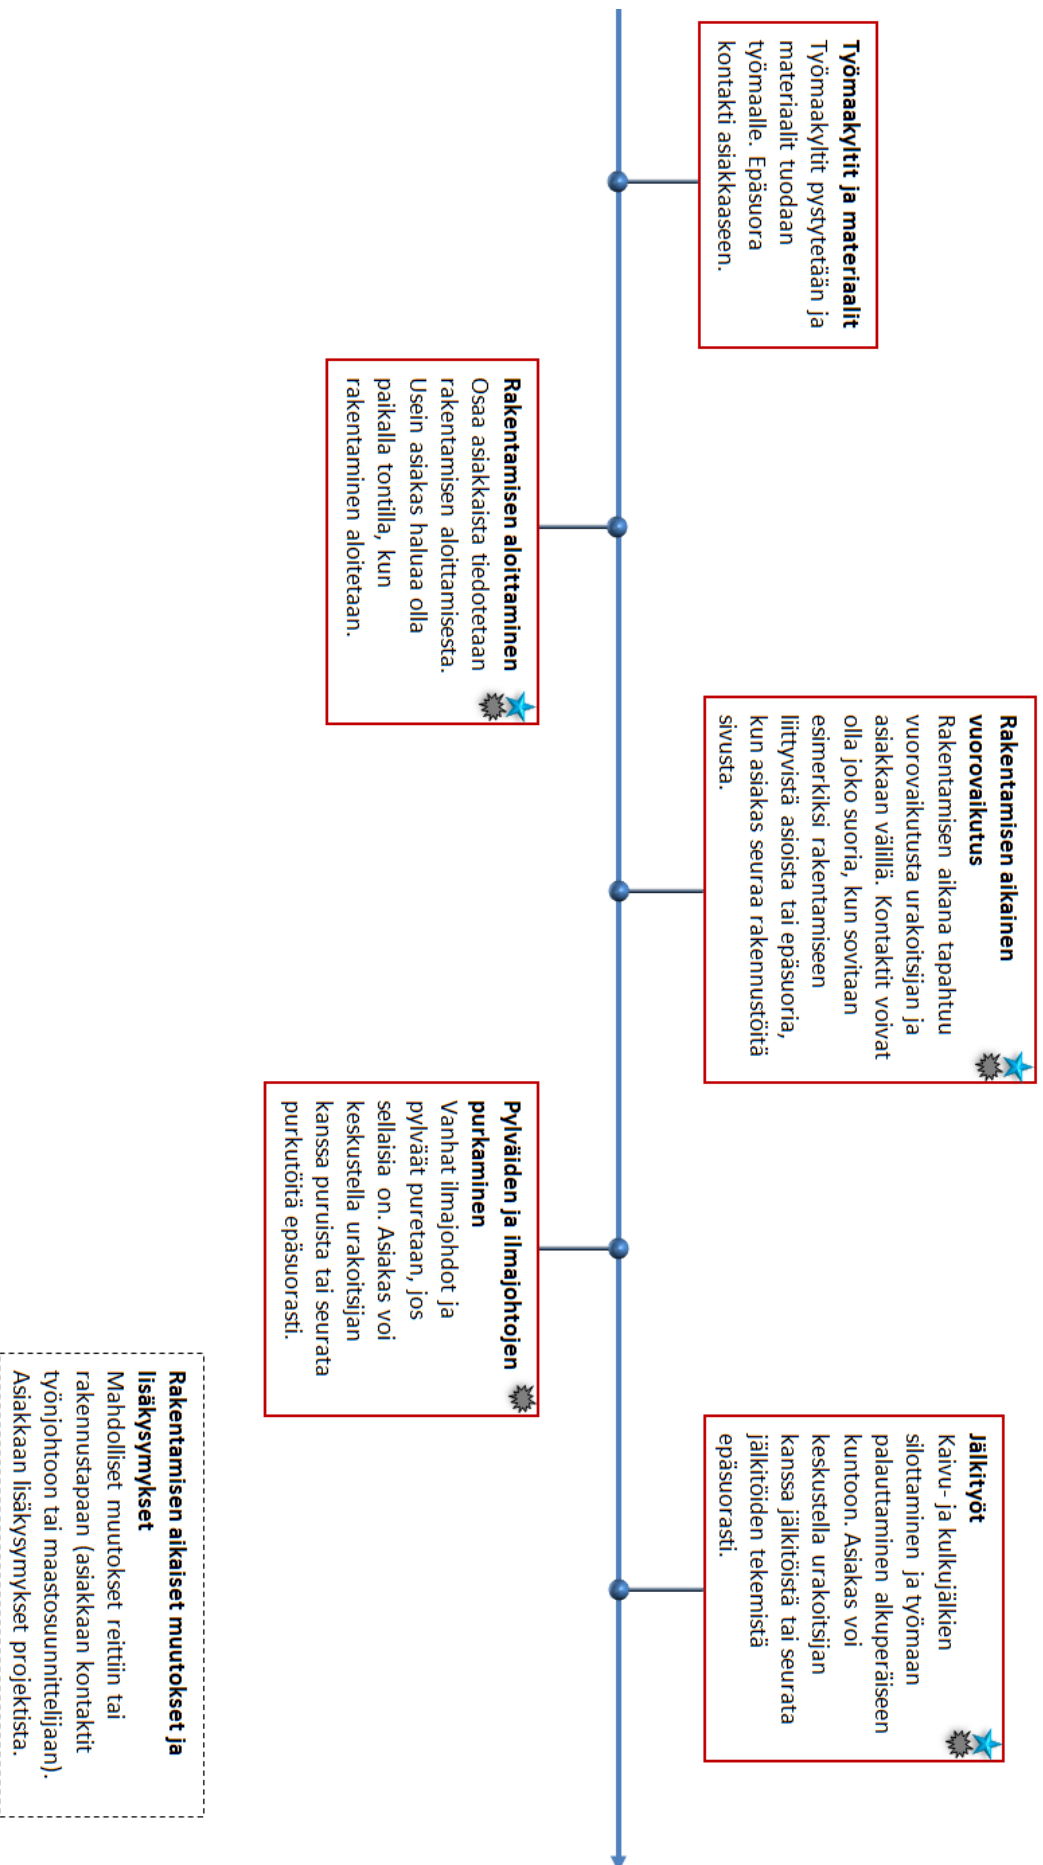 Työmaakyltit ja materiaalit
Työmaakyltit pystytetään ja
materiaalit tuodaan
työmaalle. Epäsuora
kontakti asiakkaaseen.
Rakentamisen aloittaminen
Osaa asiakkaista tiedotetaan
rakentamisen aloittamisesta.
Usein asiakas haluaa olla
paikalla tontilla, kun
rakentaminen aloitetaan.
Rakentamisen aikainen
vuorovaikutus
Rakentamisen aikana tapahtuu
vuorovaikutusta urakoitsijan ja
asiakkaan välillä. Kontaktit voivat
olla joko suoria, kun sovitaan
esimerkiksi rakentamiseen
liittyvistä asioista tai epäsuoria,
kun asiakas seuraa rakennustöitä
sivusta.
Pylväiden ja ilmajohtojen
purkaminen
Vanhat ilmajohdot ja
pylväät puretaan, jos
sellaisia on. Asiakas voi
keskustella urakoitsijan
kanssa puruista tai seurata
purkutöitä epäsuorasti.
Jälkityöt
Kaivu- ja kulkujälkien
silottaminen ja työmaan
palauttaminen alkuperäiseen
kuntoon. Asiakas voi
keskustella urakoitsijan
kanssa jälkitöistä tai seurata
jälkitöiden tekemistä
epäsuorasti.
Rakentamisen aikaiset muutokset ja
lisäkysymykset
Mahdolliset muutokset reittiin tai
rakennustapaan (asiakkaan kontaktit
työnjohtoon tai maastosuunnittelijaan).
Asiakkaan lisäkysymykset projektista.